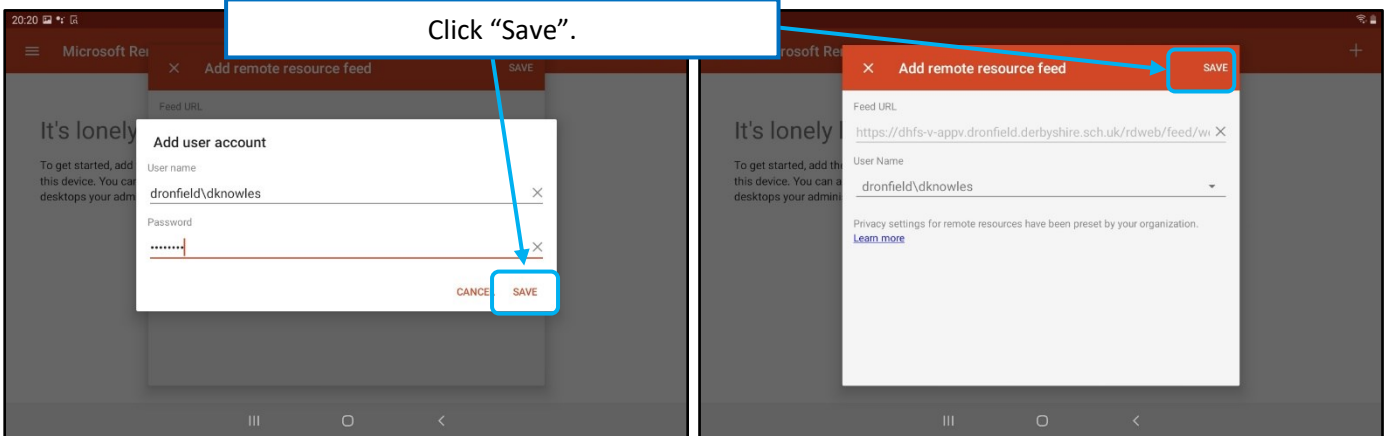 Click “Save”.
20:20
Microsoft Re
Add remote resource feed
SAVE
Feed URL
It's lonely
To get started, add
this device. You can
desktops your adm
Add user account
User name
dronfield\dknowles
Password
••••••••
CANCEL
SAVE
rosoft Re
Add remote resource feed
SAVE
Feed URL
https://dhfs-v-appv.dronfield.derbyshire.sch.uk/rdweb/feed/w
It's lonely
To get started, add the
this device. You can a
desktops your admini
User Name
dronfield\dknowles
Privacy settings for remote resources have been preset by your organization.
Learn more